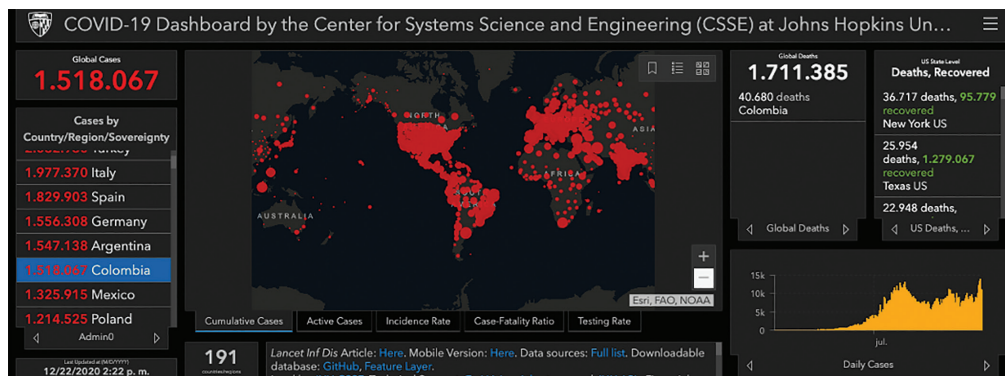 COVID-19 Dashboard by the Center for Systems Science and Engineering (CSSE) at Johns Hopkins Un...
Global Cases
1.518.067
Cases by
Country/Region/Sovereignty
Turkey
1.977.370 Italy
1.829.903 Spain
1.556.308 Germany
1.547.138 Argentina
1.518.067 Colombia
1.325.915 Mexico
1.214.525 Poland
Admin0
Last Updated at (M/D/YYYY)
12/22/2020 2:22 p. m.
NORTH
ASIA
AFRICA
SOUTH
AUSTRALIA
+
−
Esri, FAO, NOAA
Cumulative Cases
Active Cases
Incidence Rate
Case-Fatality Ratio
Testing Rate
191
countries/regions
Lancet Inf Dis Article: Here. Mobile Version: Here. Data sources: Full list. Downloadable
database: GitHub, Feature Layer.
Global Deaths
1.711.385
40.680 deaths
Colombia
Global Deaths
US State Level
Deaths, Recovered
36.717 deaths, 95.779
recovered
New York US
25.954
deaths, 1.279.067
recovered
Texas US
22.948 deaths,
US Deaths, ...
15k
10k
5k
0
jul.
Daily Cases